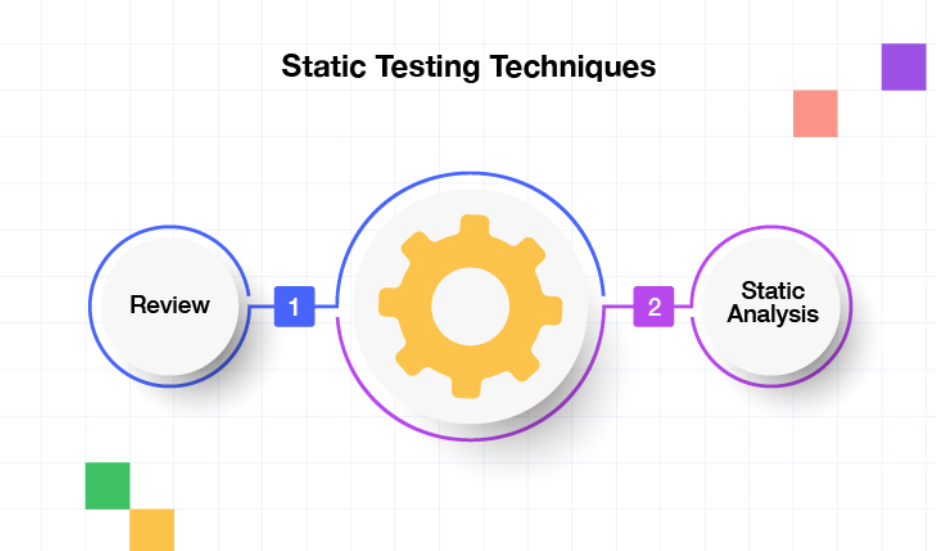 Static Testing Techniques
Review
1
2
Static
Analysis